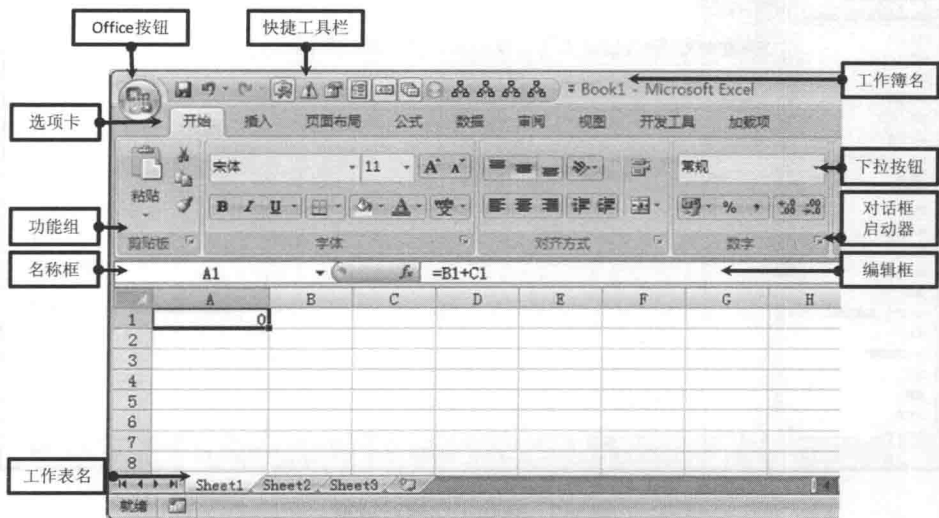 Office按钮
快捷工具栏
工作簿名
Book1 - Microsoft Excel
选项卡
开始 插入 页面布局 公式 数据 审阅 视图 开发工具 加载项
宋体 11 A A 常规
下拉按钮
粘贴
B I U A 变 % ,
功能组
对话框
启动器
剪贴板 字体 对齐方式 数字
名称框
A1 fx =B1+C1
编辑框
A B C D E F G H
1 0
2
3
4
5
6
7
8
工作表名
Sheet1 Sheet2 Sheet3
就绪